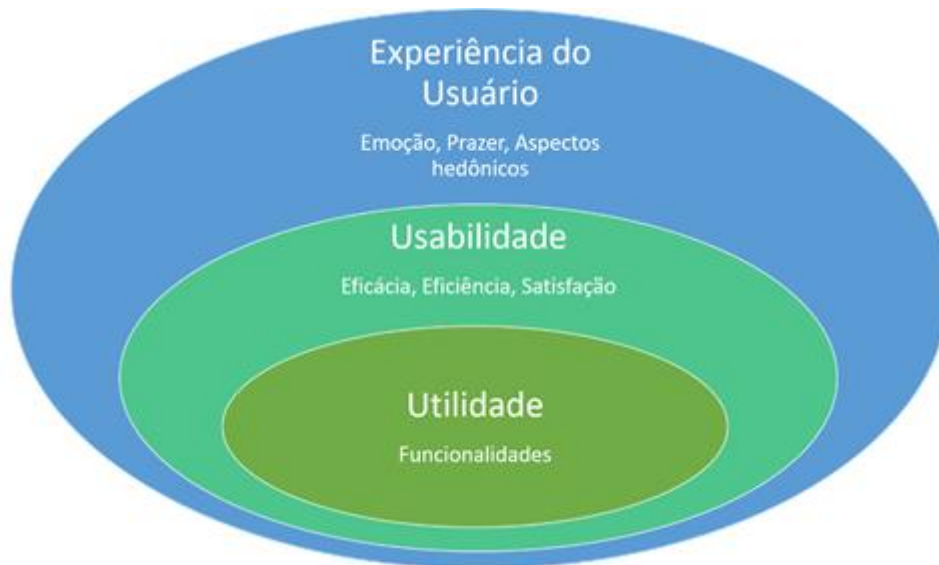 Experiência do
Usuário
Emoção, Prazer, Aspectos
hedônicos
Usabilidade
Eficácia, Eficiência, Satisfação
Utilidade
Funcionalidades